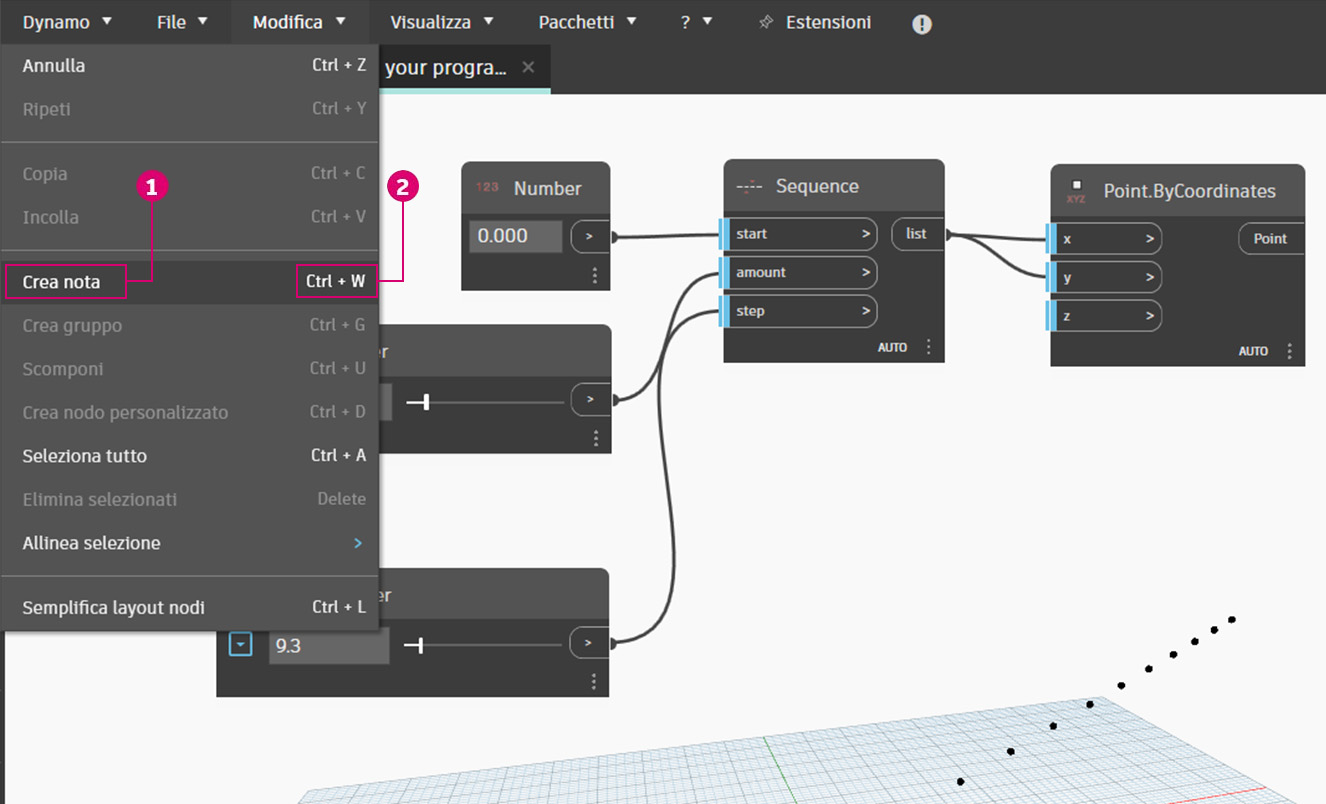 Dynamo File Modifica Visualizza Pacchetti ? Estensioni
Annulla Ctrl + Z
your progra...
Ripeti Ctrl + Y
Copia Ctrl + C
Incolla Ctrl + V
1
2
Crea nota Ctrl + W
Crea gruppo Ctrl + G
Scomponi Ctrl + U
Crea nodo personalizzato Ctrl + D
Seleziona tutto Ctrl + A
Elimina selezionati Delete
Allinea selezione >
Semplifica layout nodi Ctrl + L
123 Number
0.000 >
Sequence
start > list
amount >
step >
AUTO
XYZ Point.ByCoordinates
x > Point
y >
z >
AUTO
er
>
er
9.3 >